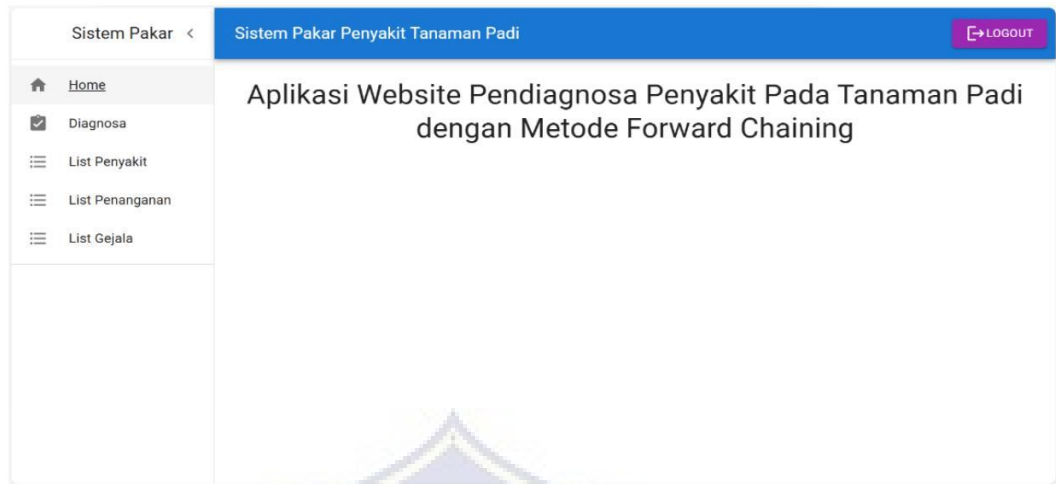 Sistem Pakar
Sistem Pakar Penyakit Tanaman Padi
LOGOUT
Home
Diagnosa
List Penyakit
List Penanganan
List Gejala
Aplikasi Website Pendiagnosa Penyakit Pada Tanaman Padi
dengan Metode Forward Chaining